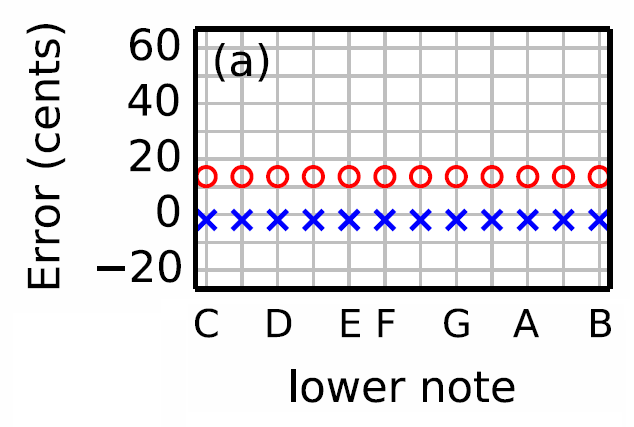 (a)
Error (cents)
60
40
20
0
−20
C D E F G A B
lower note